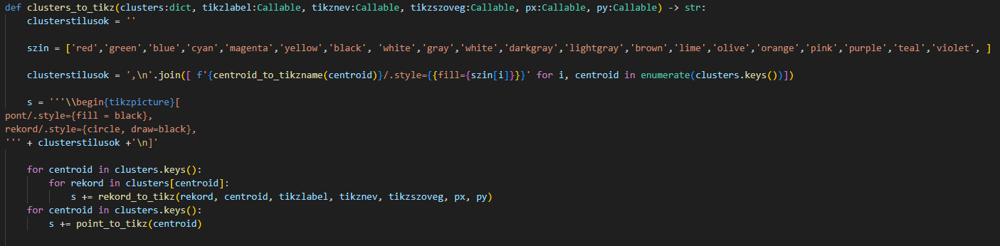 def clusters_to_tikz(clusters:dict, tikzlabel:Callable, tikznev:Callable, tikzszoveg:Callable, px:Callable, py:Callable) -> str:
    clusterstilusok = ''
    szin = ['red','green','blue','cyan','magenta','yellow','black', 'white','gray','white','darkgray','lightgray','brown','lime','olive','orange','pink','purple','teal','violet', ]
    clusterstilusok = ',\n'.join([ f'{centroid_to_tikzname(centroid)}/.style={{fill={szin[i]}}}' for i, centroid in enumerate(clusters.keys())])
    s = '''\\begin{tikzpicture}[
pont/.style={fill = black},
rekord/.style={circle, draw=black},
''' + clusterstilusok +'\n]'
    for centroid in clusters.keys():
        for rekord in clusters[centroid]:
            s += rekord_to_tikz(rekord, centroid, tikzlabel, tikznev, tikzszoveg, px, py)
    for centroid in clusters.keys():
        s += point_to_tikz(centroid)